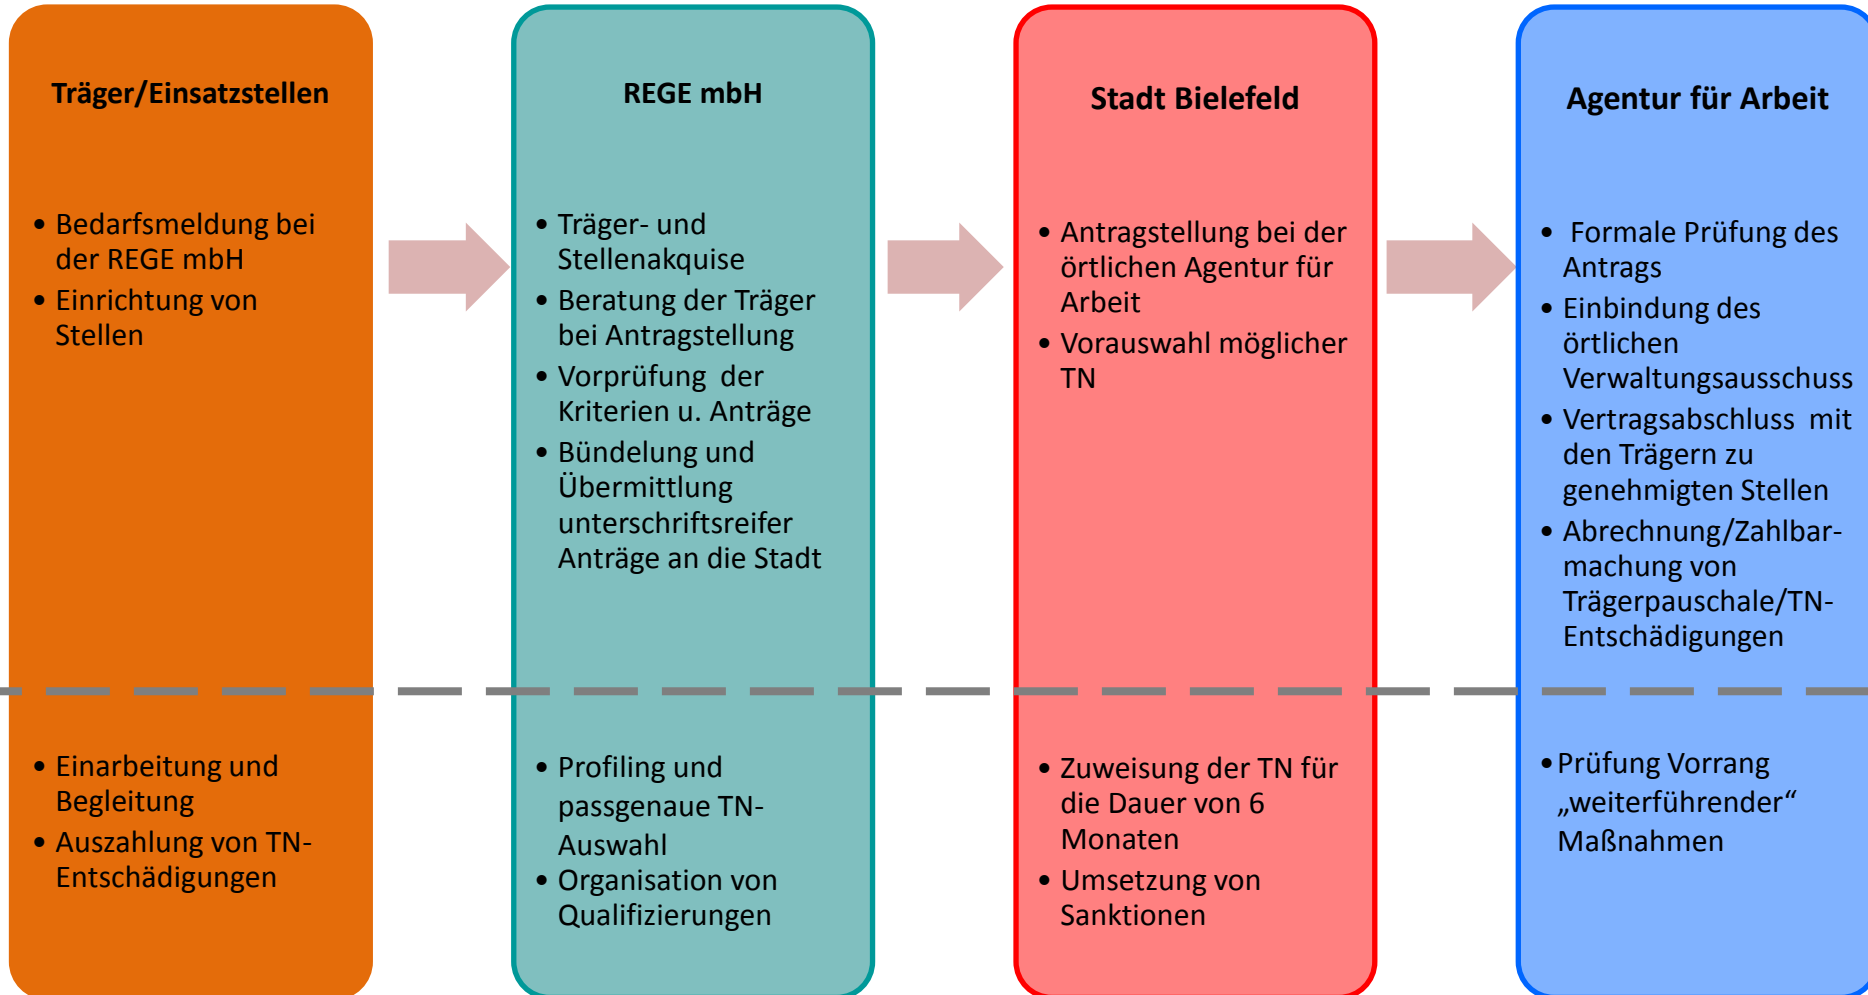 Träger/Einsatzstellen
• Bedarfsmeldung bei
der REGE mbH
• Einrichtung von
Stellen
• Einarbeitung und
Begleitung
• Auszahlung von TN-
Entschädigungen
REGE mbH
• Träger- und
Stellenakquise
• Beratung der Träger
bei Antragstellung
• Vorprüfung der
Kriterien u. Anträge
• Bündelung und
Übermittlung
unterschriftsreifer
Anträge an die Stadt
• Profiling und
passgenaue TN-
Auswahl
• Organisation von
Qualifizierungen
Stadt Bielefeld
• Antragstellung bei der
örtlichen Agentur für
Arbeit
• Vorauswahl möglicher
TN
• Zuweisung der TN für
die Dauer von 6
Monaten
• Umsetzung von
Sanktionen
Agentur für Arbeit
• Formale Prüfung des
Antrags
• Einbindung des
örtlichen
Verwaltungsausschuss
• Vertragsabschluss mit
den Trägern zu
genehmigten Stellen
• Abrechnung/Zahlbar-
machung von
Trägerpauschale/TN-
Entschädigungen
• Prüfung Vorrang
„weiterführender“
Maßnahmen